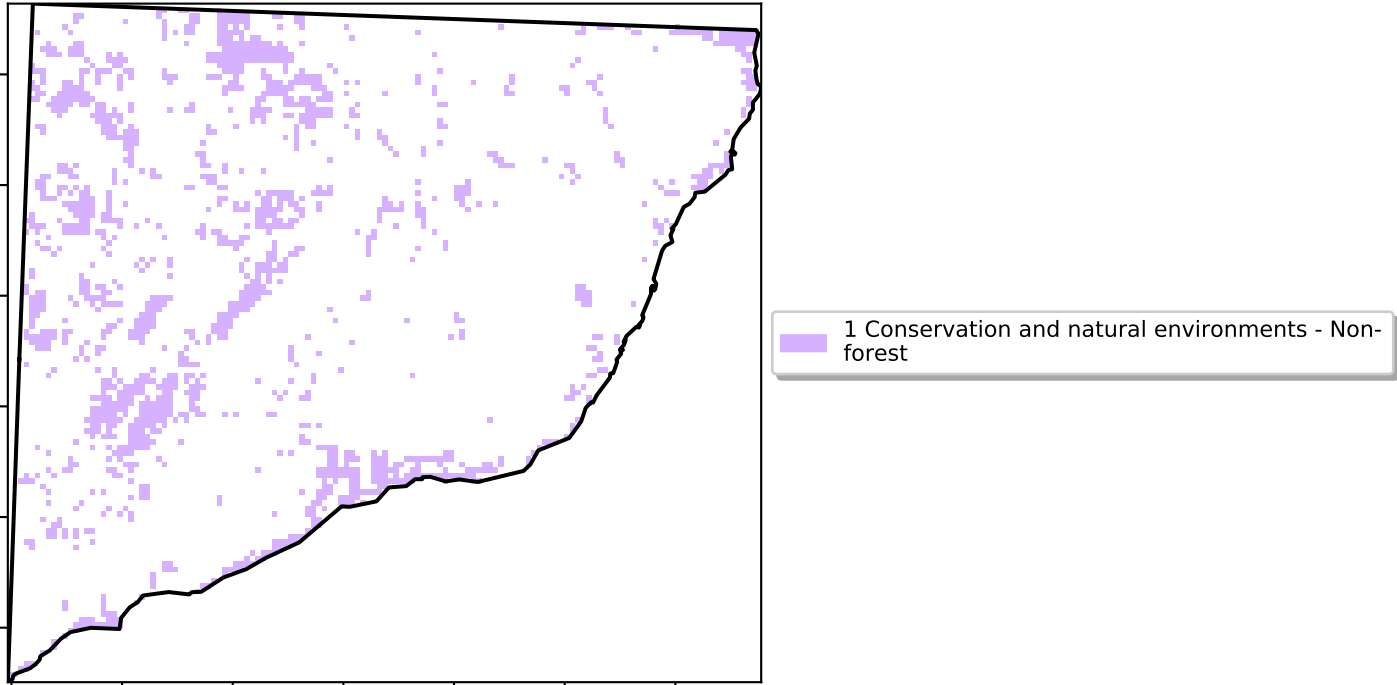 1 Conservation and natural environments - Non-
forest